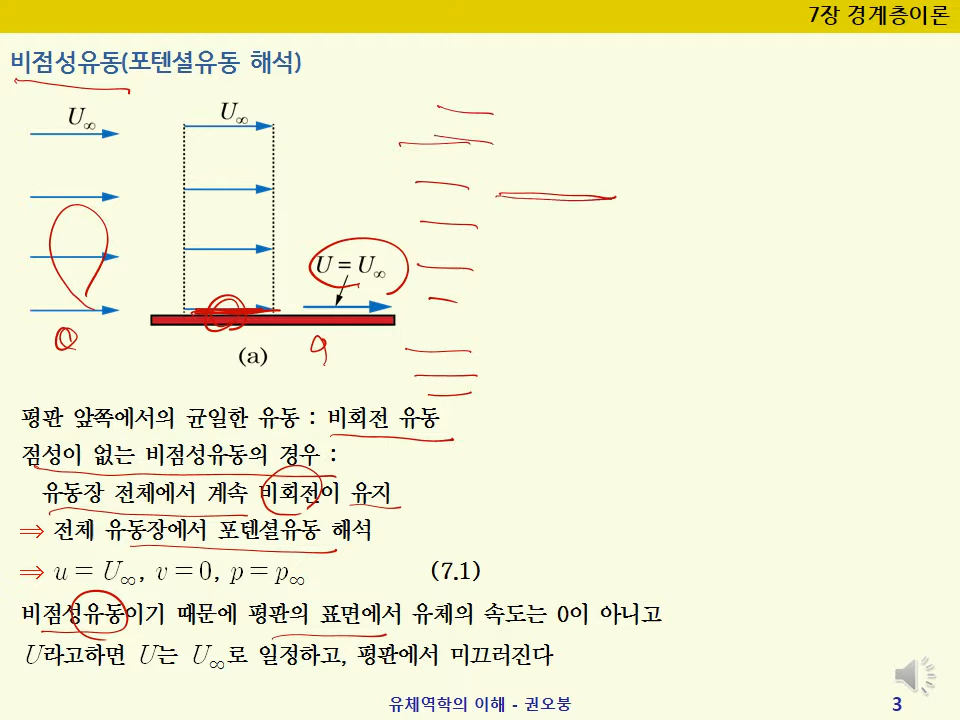 7장 경계층이론
비점성유동(포텐셜유동 해석)
U∞
U∞
U = U∞
(a)
평판 앞쪽에서의 균일한 유동 : 비회전 유동
점성이 없는 비점성유동의 경우 :
유동장 전체에서 계속 비회전이 유지
⇒ 전체 유동장에서 포텐셜유동 해석
⇒ u = U∞, v = 0, p = p∞ (7.1)
비점성유동이기 때문에 평판의 표면에서 유체의 속도는 0이 아니고
U라고하면 U는 U∞로 일정하고, 평판에서 미끄러진다
유체역학의 이해 - 권오붕
3